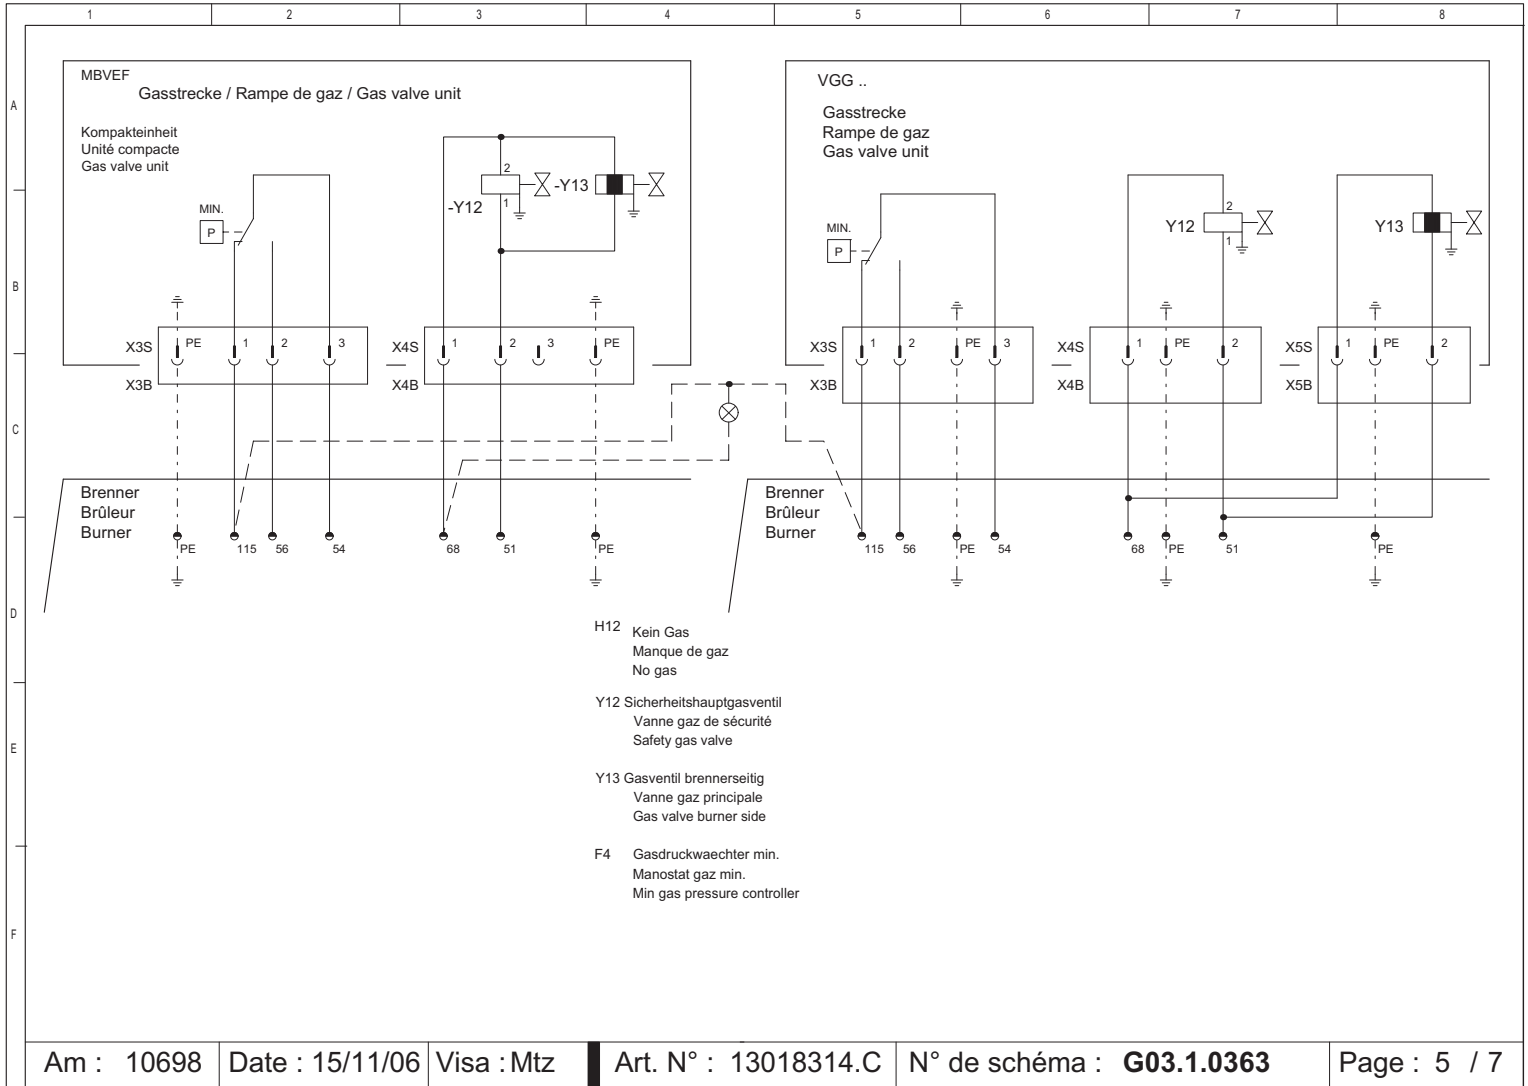 1 2 3 4 5 6 7 8
A
B
C
D
E
F
MBVEF
Gasstrecke / Rampe de gaz / Gas valve unit
Kompakteinheit
Unité compacte
Gas valve unit
MIN.
P
2
1
-Y12
-Y13
X3S PE 1 2 3
X3B
X4S 1 2 3 PE
X4B
Brenner
Brûleur
Burner
PE 115 56 54 68 51 PE
VGG ..
Gasstrecke
Rampe de gaz
Gas valve unit
MIN.
P
Y12
2
1
Y13
X3S 1 2 PE 3
X3B
X4S 1 PE 2
X4B
X5S 1 PE 2
X5B
Brenner
Brûleur
Burner
115 56 PE 54 68 PE 51 PE
H12 Kein Gas
Manque de gaz
No gas
Y12 Sicherheitshauptgasventil
Vanne gaz de sécurité
Safety gas valve
Y13 Gasventil brennerseitig
Vanne gaz principale
Gas valve burner side
F4 Gasdruckwaechter min.
Manostat gaz min.
Min gas pressure controller
Am : 10698 Date : 15/11/06 Visa : Mtz Art. N° : 13018314.C N° de schéma : G03.1.0363 Page : 5 / 7